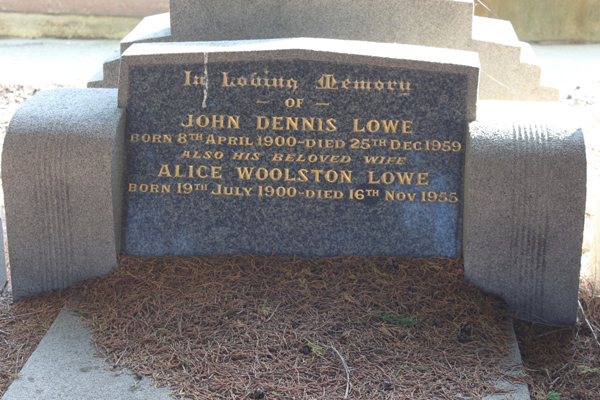 In Loving Memory
— OF —
JOHN DENNIS LOWE
BORN 8TH APRIL 1900-DIED 25TH DEC 1959
ALSO HIS BELOVED WIFE
ALICE WOOLSTON LOWE
BORN 19TH JULY 1900-DIED 16TH NOV 1955